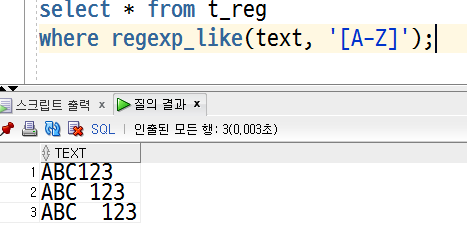 select * from t_reg
where regexp_like(text, '[A-Z]');
스크립트 출력 x 질의 결과 x
SQL | 인출된 모든 행: 3(0,003초)
TEXT
1 ABC123
2 ABC 123
3 ABC  123